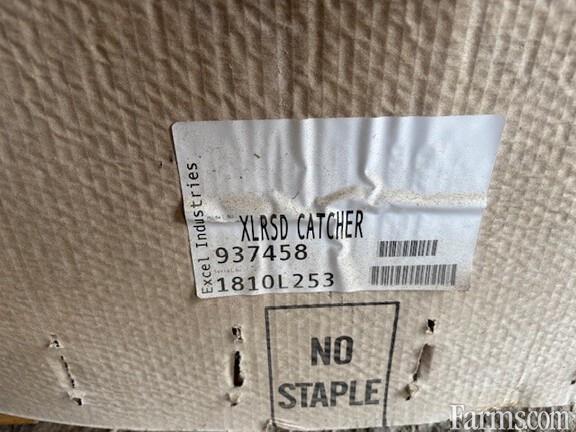 Excel Industries
XLRSD CATCHER
937458
1810L253
NO
STAPLE
Farms.com